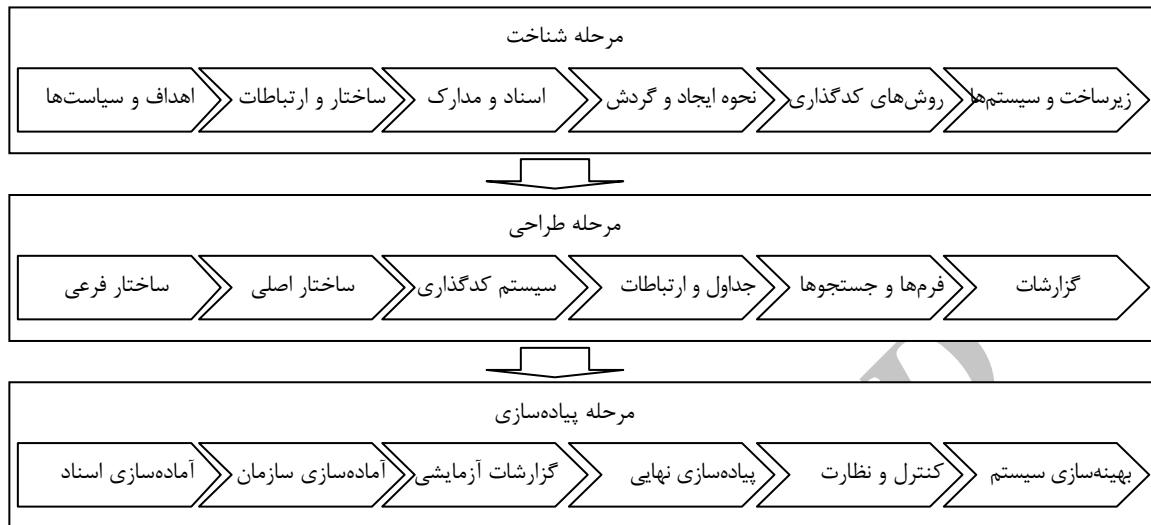 مرحله شناخت
اهداف و سیاست‌ها
ساختار و ارتباطات
اسناد و مدارک
نحوه ایجاد و گردش
روش‌های کدگذاری
زیرساخت و سیستم‌ها
مرحله طراحی
ساختار فرعی
ساختار اصلی
سیستم کدگذاری
جداول و ارتباطات
فرم‌ها و جستجوها
گزارشات
مرحله پیاده‌سازی
آماده‌سازی اسناد
آماده‌سازی سازمان
گزارشات آزمایشی
پیاده‌سازی نهایی
کنترل و نظارت
بهینه‌سازی سیستم